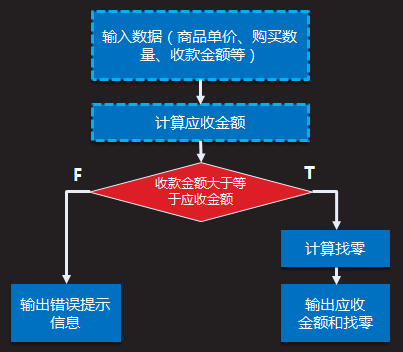 输入数据（商品单价、购买数
量、收款金额等）
计算应收金额
收款金额大于等
于应收金额
F
T
计算找零
输出错误提示
信息
输出应收
金额和找零